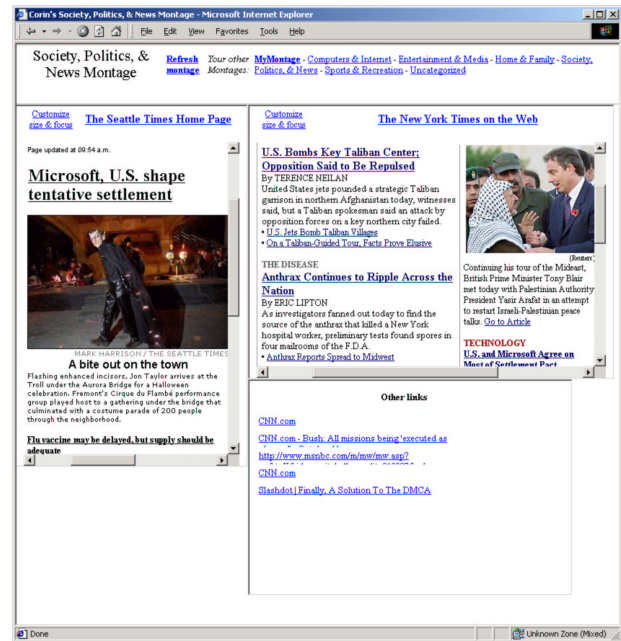 Corin's Society, Politics, & News Montage - Microsoft Internet Explorer
File Edit View Favorites Tools Help
Society, Politics, &
News Montage
Refresh
montage
Your other
Montages:
MyMontage - Computers & Internet - Entertainment & Media - Home & Family - Society,
Politics, & News - Sports & Recreation - Uncategorized
Customize
size & focus
The Seattle Times Home Page
Page updated at 09:54 a.m.
Microsoft, U.S. shape
tentative settlement
MARK HARRISON / THE SEATTLE TIMES
A bite out on the town
Flashing enhanced incisors, Jon Taylor arrives at the
Troll under the Aurora Bridge for a Halloween
celebration. Fremont's Cirque du Flambé performance
group played host to a gathering under the bridge that
culminated with a costume parade of 200 people
through the neighborhood.
Flu vaccine may be delayed, but supply should be
adequate
Customize
size & focus
The New York Times on the Web
U.S. Bombs Key Taliban Center;
Opposition Said to Be Repulsed
By TERENCE NEILAN
United States jets pounded a strategic Taliban
garrison in northern Afghanistan today, witnesses
said, but a Taliban spokesman said an attack by
opposition forces on a key northern city failed.
• U.S. Jets Bomb Taliban Villages
• On a Taliban-Guided Tour, Facts Prove Elusive
THE DISEASE
Anthrax Continues to Ripple Across the
Nation
By ERIC LIPTON
As investigators fanned out today to find the
source of the anthrax that killed a New York
hospital worker, preliminary tests found spores in
four mailrooms of the F.D.A.
• Anthrax Reports Spread to Midwest
(Reuters)
Continuing his tour of the Mideast,
British Prime Minister Tony Blair
met today with Palestinian Authority
President Yasir Arafat in an attempt
to restart Israeli-Palestinian peace
talks. Go to Article
TECHNOLOGY
U.S. and Microsoft Agree on
Most of Settlement Pact
Other links
CNN.com
CNN.com - Bush: All missions being 'executed as
http://www.msnbc.com/m/mw/mw.asp?
CNN.com
Slashdot | Finally, A Solution To The DMCA
Done
Unknown Zone (Mixed)